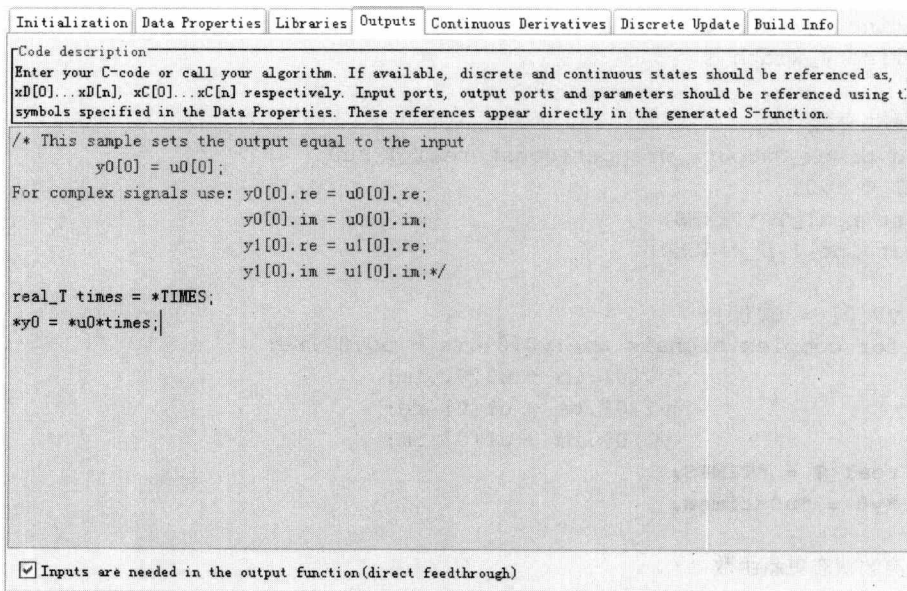 Initialization Data Properties Libraries Outputs Continuous Derivatives Discrete Update Build Info
Code description
Enter your C-code or call your algorithm. If available, discrete and continuous states should be referenced as,
xD[0]...xD[n], xC[0]...xC[n] respectively. Input ports, output ports and parameters should be referenced using t
symbols specified in the Data Properties. These references appear directly in the generated S-function.
/* This sample sets the output equal to the input
y0[0] = u0[0];
For complex signals use: y0[0].re = u0[0].re;
y0[0].im = u0[0].im;
y1[0].re = u1[0].re;
y1[0].im = u1[0].im;*/
real_T times = *TIMES;
*y0 = *u0*times;
Inputs are needed in the output function(direct feedthrough)